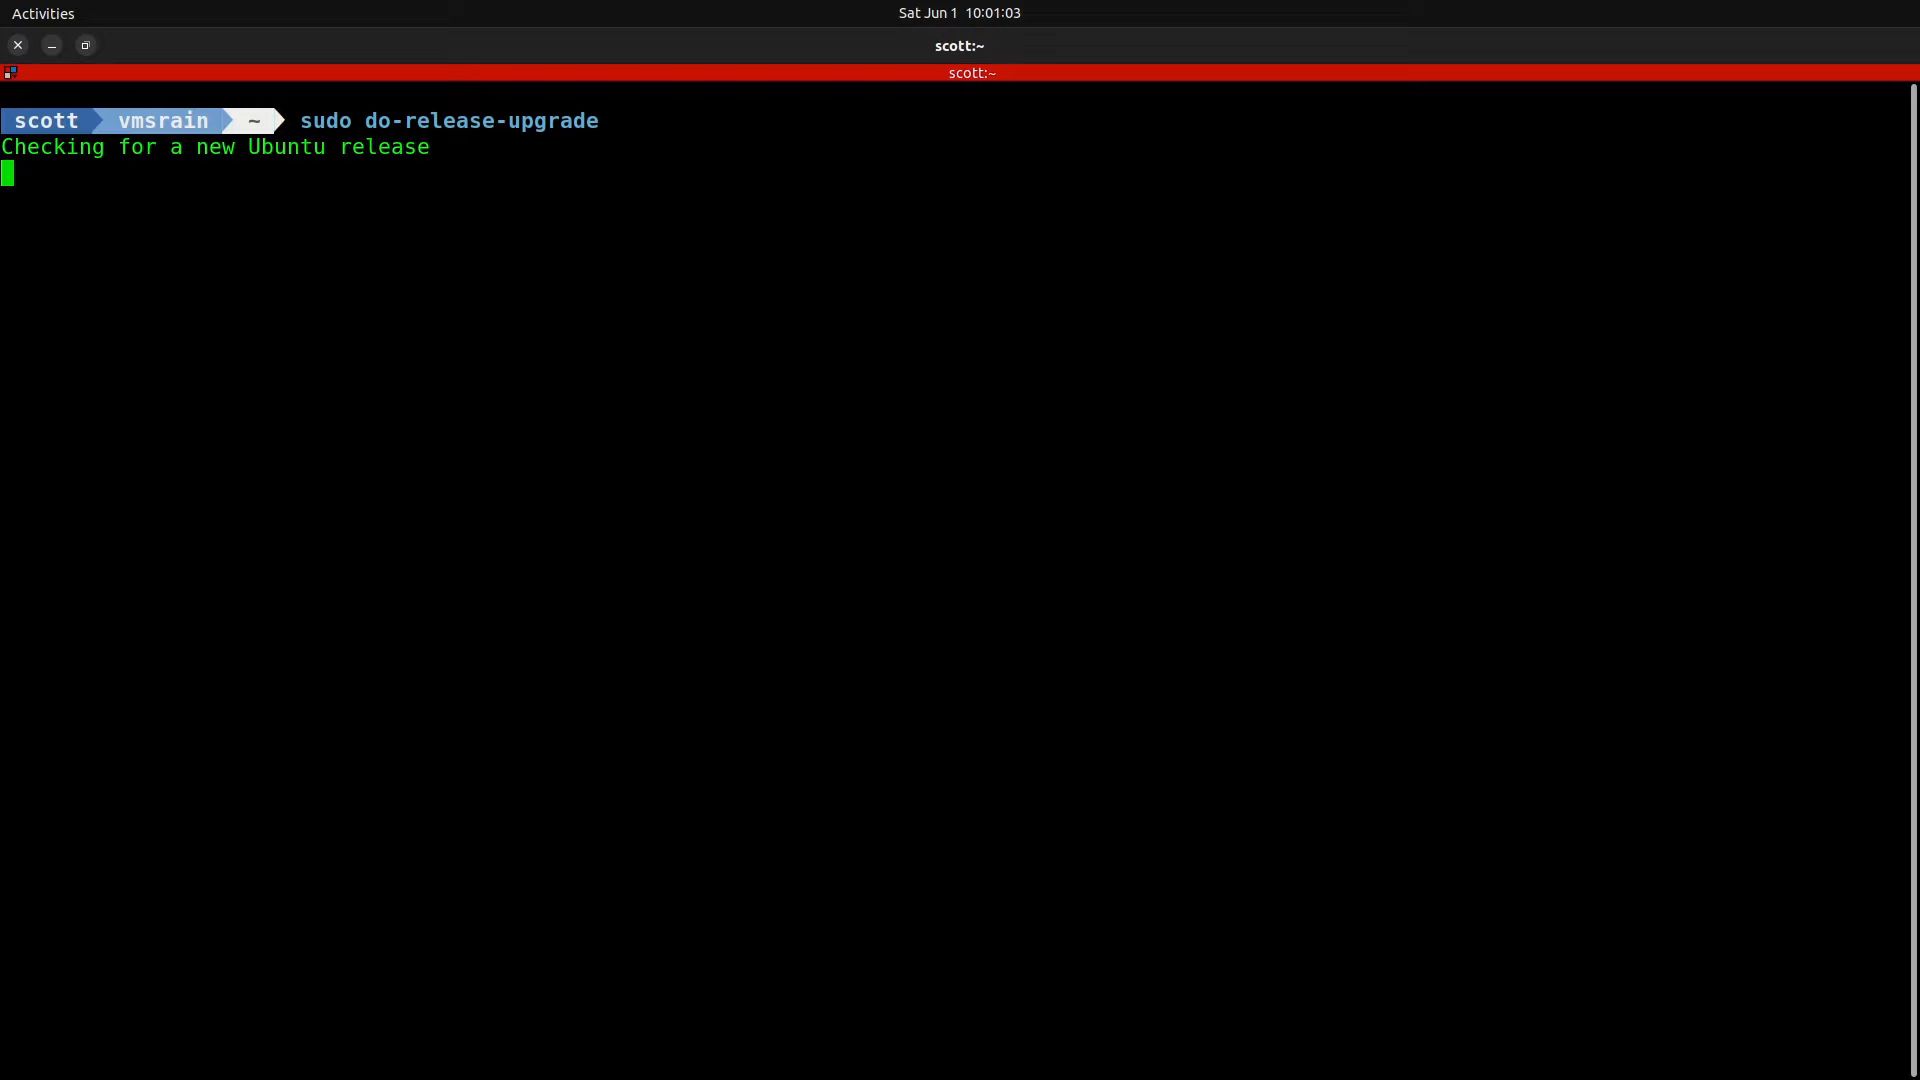 Activities
Sat Jun 1 10:01:03
scott:~
scott:~
scott vmsrain ~ sudo do-release-upgrade
Checking for a new Ubuntu release